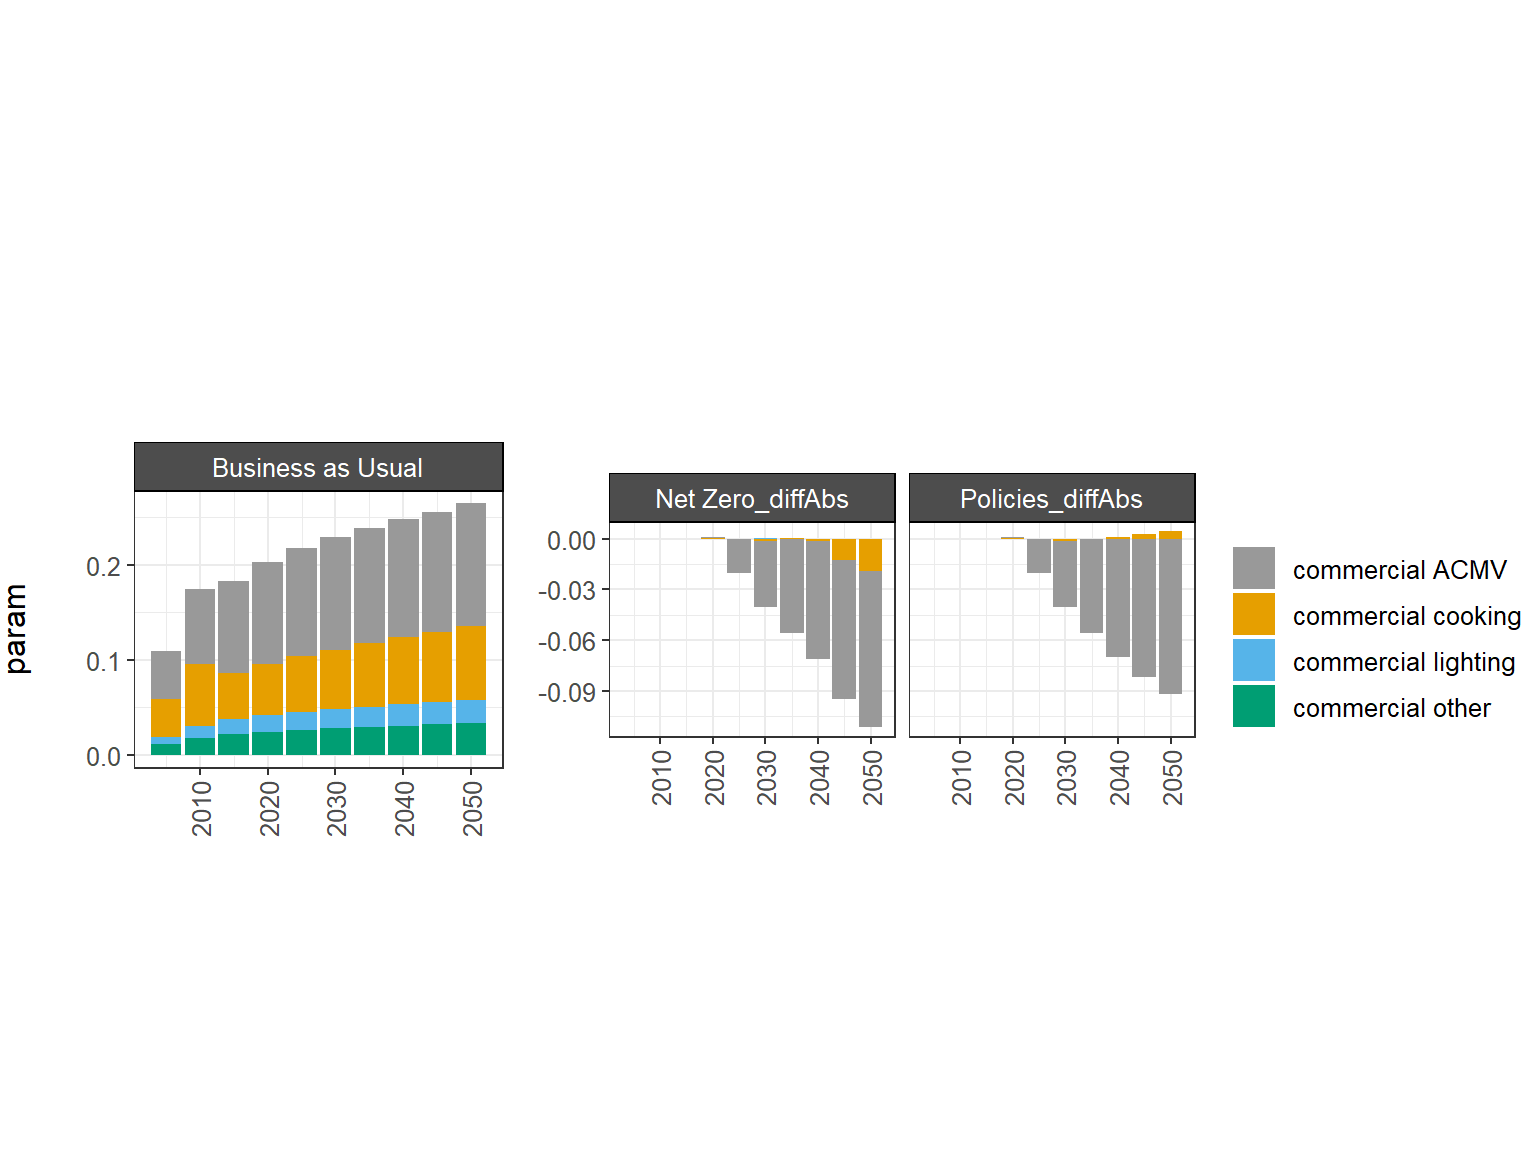 param
Business as Usual
0.2
0.1
0.0
2010
2020
2030
2040
2050
Net Zero_diffAbs
Policies_diffAbs
0.00
-0.03
-0.06
-0.09
2010
2020
2030
2040
2050
2010
2020
2030
2040
2050
commercial ACMV
commercial cooking
commercial lighting
commercial other